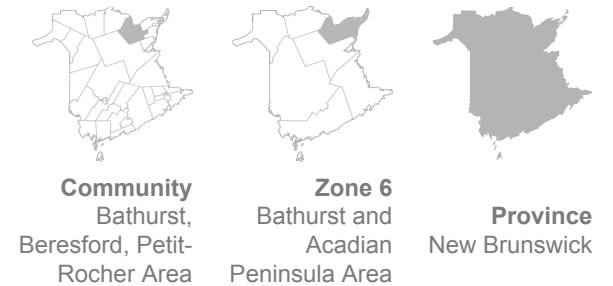 Community
Bathurst,
Beresford, Petit-
Rocher Area
Zone 6
Bathurst and
Acadian
Peninsula Area
Province
New Brunswick